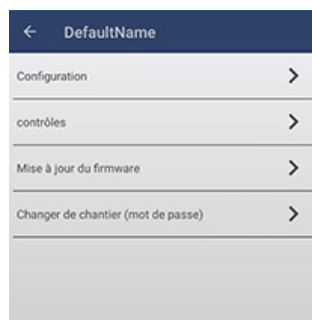 DefaultName
Configuration
contrôles
Mise à jour du firmware
Changer de chantier (mot de passe)